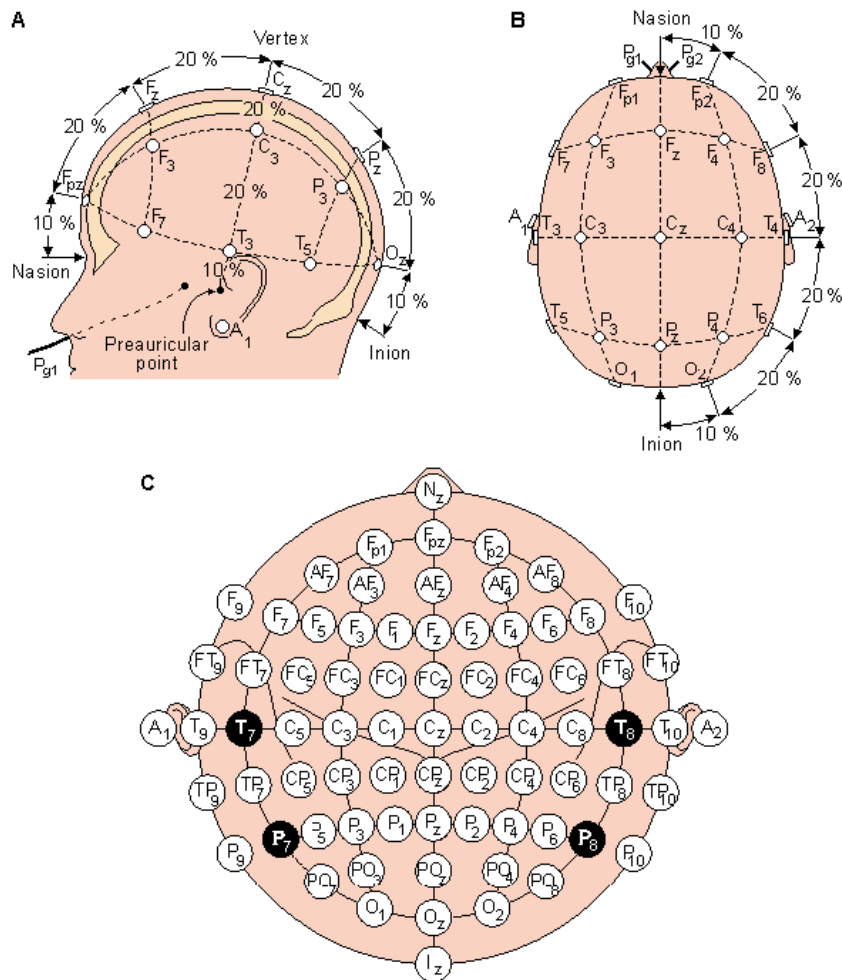 A
Vertex
20 %
20 %
Fz
Cz
20 %
20 %
20 %
F3
C3
Pz
Fpz
P3
20 %
20 %
10 %
F7
T3
T5
Oz
Nasion
10 %
10 %
A1
Preauricular
point
Inion
Pg1
B
Nasion
10 %
Pg1
Pg2
Fp1
Fp2
20 %
F7
F3
Fz
F4
F8
20 %
A1
T3
C3
Cz
C4
T4
A2
20 %
T5
P3
Pz
P4
T6
O1
O2
20 %
10 %
Inion
C
Nz
Fp1
Fpz
Fp2
AF7
AF3
AFz
AF4
AF8
F9
F7
F5
F3
F1
Fz
F2
F4
F6
F8
F10
FT9
FT7
FC5
FC3
FC1
FCz
FC2
FC4
FC6
FT8
FT10
A1
T9
T7
C5
C3
C1
Cz
C2
C4
C8
T8
T10
A2
TP9
TP7
CP5
CP3
CP1
CPz
CP2
CP4
CP6
TP8
TP10
P9
P7
P3
P1
Pz
P2
P4
P6
P8
P10
PO7
PO3
POz
PO4
PO8
O1
Oz
O2
Iz